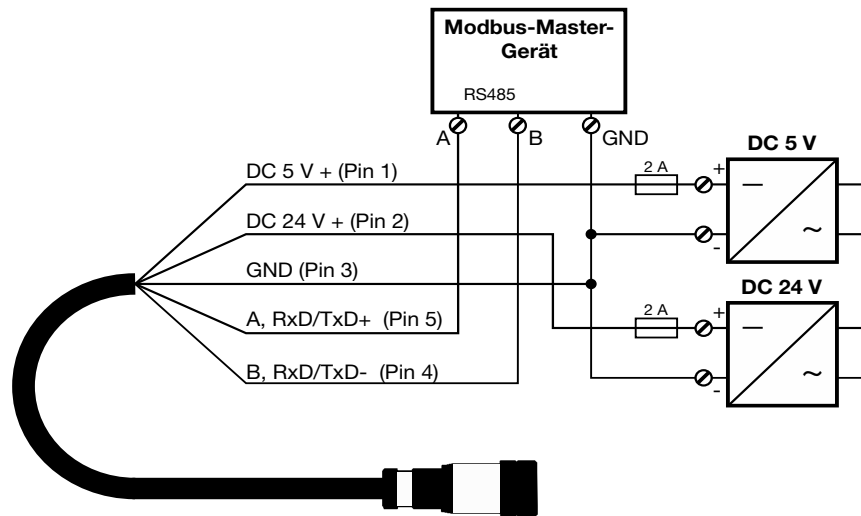 Modbus-Master-
Gerät
RS485
A
B
GND
DC 5 V
DC 5 V + (Pin 1)
2 A
+
-
DC 24 V + (Pin 2)
GND (Pin 3)
DC 24 V
A, RxD/TxD+ (Pin 5)
2 A
+
-
B, RxD/TxD- (Pin 4)